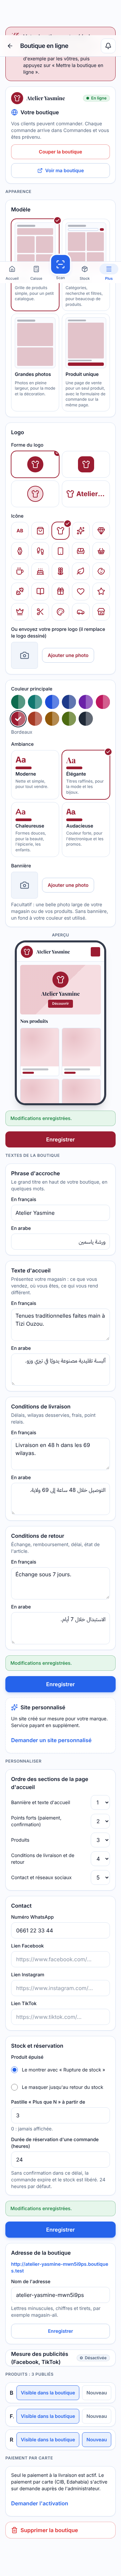 Boutique en ligne
d'exemple par les vôtres, puis
appuyez sur « Mettre la boutique en
ligne ».
Atelier Yasmine
En ligne
Votre boutique
Vos clients peuvent commander. Chaque
commande arrive dans Commandes et vous
êtes prévenu.
Couper la boutique
Voir ma boutique
APPARENCE
Modèle
Grille de produits
simple, pour un petit
catalogue.
Catégories,
recherche et filtres,
pour beaucoup de
produits.
Accueil
Caisse
Scan
Stock
Plus
Grandes photos
Photos en pleine
largeur, pour la mode
et la décoration.
Produit unique
Une page de vente
pour un seul produit,
avec le formulaire de
commande sur la
même page.
Logo
Forme du logo
Atelier...
Icône
AB
Ou envoyez votre propre logo (il remplace
le logo dessiné)
Ajouter une photo
Couleur principale
Bordeaux
Ambiance
Aa
Moderne
Nette et simple,
pour tout vendre.
Aa
Élégante
Titres raffinés, pour
la mode et les
bijoux.
Aa
Chaleureuse
Formes douces,
pour la beauté,
l'épicerie, les
enfants.
Aa
Audacieuse
Couleur forte, pour
l'électronique et les
promos.
Bannière
Ajouter une photo
Facultatif : une belle photo large de votre
magasin ou de vos produits. Sans bannière,
un fond à votre couleur est utilisé.
APERÇU
Atelier Yasmine
Atelier Yasmine
Découvrir
Nos produits
Modifications enregistrées.
Enregistrer
TEXTES DE LA BOUTIQUE
Phrase d'accroche
Le grand titre en haut de votre boutique, en
quelques mots.
En français
Atelier Yasmine
En arabe
ورشة ياسمين
Texte d'accueil
Présentez votre magasin : ce que vous
vendez, où vous êtes, ce qui vous rend
différent.
En français
Tenues traditionnelles faites main à
Tizi Ouzou.
En arabe
ألبسة تقليدية مصنوعة يدويًا في تيزي وزو.
Conditions de livraison
Délais, wilayas desservies, frais, point
relais.
En français
Livraison en 48 h dans les 69
wilayas.
En arabe
التوصيل خلال 48 ساعة إلى 69 ولاية.
Conditions de retour
Échange, remboursement, délai, état de
l'article.
En français
Échange sous 7 jours.
En arabe
الاستبدال خلال 7 أيام.
Modifications enregistrées.
Enregistrer
Site personnalisé
Un site créé sur mesure pour votre marque.
Service payant en supplément.
Demander un site personnalisé
PERSONNALISER
Ordre des sections de la page
d'accueil
Bannière et texte d'accueil
1
Points forts (paiement,
confirmation)
2
Produits
3
Conditions de livraison et de
retour
4
Contact et réseaux sociaux
5
Contact
Numéro WhatsApp
0661 22 33 44
Lien Facebook
https://www.facebook.com/...
Lien Instagram
https://www.instagram.com/...
Lien TikTok
https://www.tiktok.com/...
Stock et réservation
Produit épuisé
Le montrer avec « Rupture de stock »
Le masquer jusqu'au retour du stock
Pastille « Plus que N » à partir de
3
0 : jamais affichée.
Durée de réservation d'une commande
(heures)
24
Sans confirmation dans ce délai, la
commande expire et le stock est libéré. 24
heures par défaut.
Modifications enregistrées.
Enregistrer
Adresse de la boutique
http://atelier-yasmine-mwn5i9ps.boutique
s.test
Nom de l'adresse
atelier-yasmine-mwn5i9ps
Lettres minuscules, chiffres et tirets, par
exemple magasin-ali.
Enregistrer
Mesure des publicités
(Facebook, TikTok)
Désactivée
PRODUITS : 3 PUBLIÉS
B
Visible dans la boutique
Nouveau
F.
Visible dans la boutique
Nouveau
R
Visible dans la boutique
Nouveau
PAIEMENT PAR CARTE
Seul le paiement à la livraison est actif. Le
paiement par carte (CIB, Edahabia) s'active
sur demande auprès de l'administrateur.
Demander l'activation
Supprimer la boutique